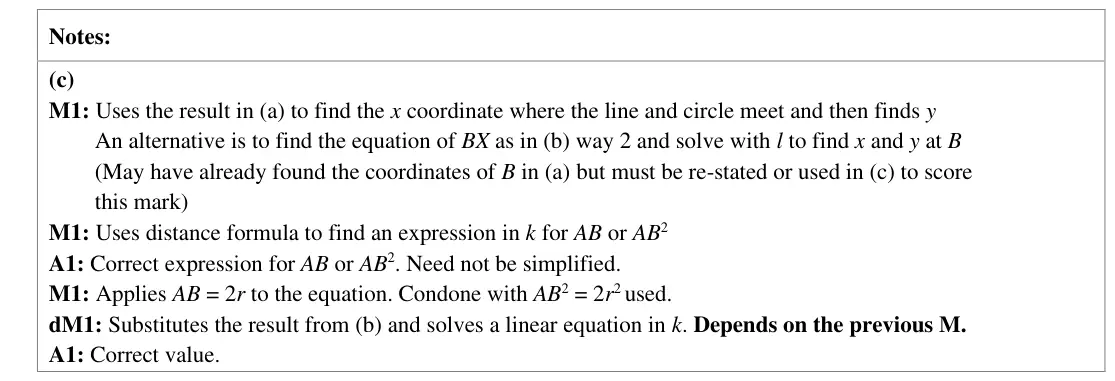 Notes:
(c)
M1: Uses the result in (a) to find the x coordinate where the line and circle meet and then finds y
An alternative is to find the equation of BX as in (b) way 2 and solve with l to find x and y at B
(May have already found the coordinates of B in (a) but must be re-stated or used in (c) to score
this mark)
M1: Uses distance formula to find an expression in k for AB or AB²
A1: Correct expression for AB or AB². Need not be simplified.
M1: Applies AB = 2r to the equation. Condone with AB² = 2r² used.
dM1: Substitutes the result from (b) and solves a linear equation in k. Depends on the previous M.
A1: Correct value.